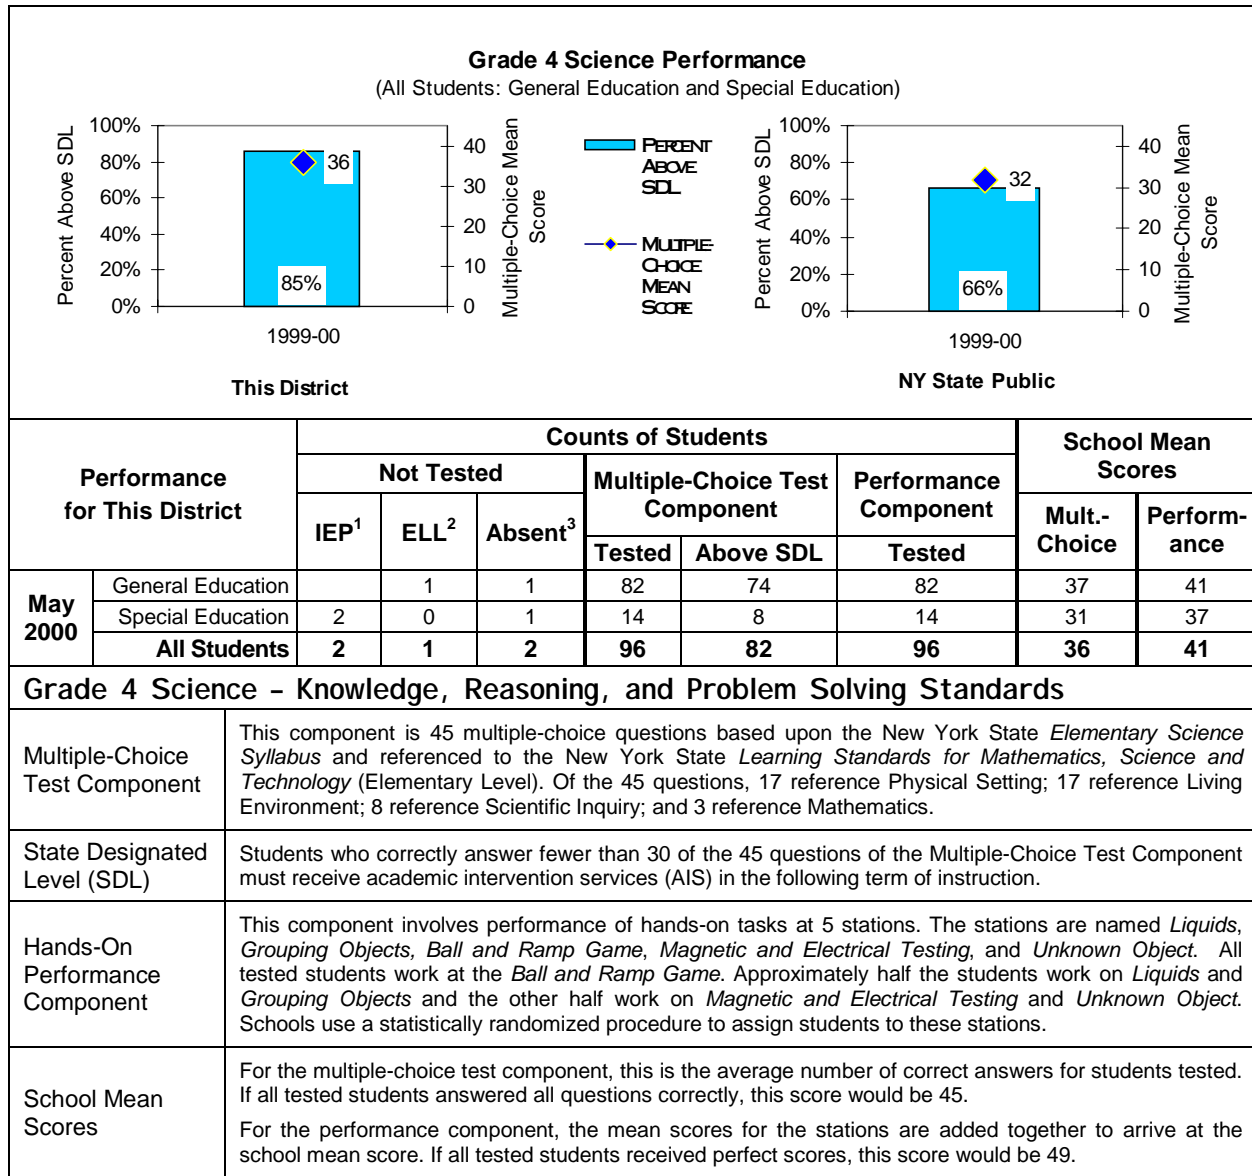 Grade 4 Science Performance
(All Students: General Education and Special Education)
Percent Above SDL
100%
80%
60%
40%
20%
0%
36
85%
40
30
20
10
0
Multiple-Choice Mean
Score
1999-00
This District
PERCENT
ABOVE
SDL
MULTIPLE-
CHOICE
MEAN
SCORE
Percent Above SDL
100%
80%
60%
40%
20%
0%
32
66%
40
30
20
10
0
Multiple-Choice Mean
Score
1999-00
NY State Public
Performance
for This District
Counts of Students
School Mean
Scores
Not Tested
Multiple-Choice Test
Component
Performance
Component
IEP1 ELL2 Absent3
Tested Above SDL Tested
Mult.-
Choice
Perform-
ance
May
2000
General Education 1 1 82 74 82 37 41
Special Education 2 0 1 14 8 14 31 37
All Students 2 1 2 96 82 96 36 41
Grade 4 Science – Knowledge, Reasoning, and Problem Solving Standards
Multiple-Choice
Test Component
This component is 45 multiple-choice questions based upon the New York State Elementary Science
Syllabus and referenced to the New York State Learning Standards for Mathematics, Science and
Technology (Elementary Level). Of the 45 questions, 17 reference Physical Setting; 17 reference Living
Environment; 8 reference Scientific Inquiry; and 3 reference Mathematics.
State Designated
Level (SDL)
Students who correctly answer fewer than 30 of the 45 questions of the Multiple-Choice Test Component
must receive academic intervention services (AIS) in the following term of instruction.
Hands-On
Performance
Component
This component involves performance of hands-on tasks at 5 stations. The stations are named Liquids,
Grouping Objects, Ball and Ramp Game, Magnetic and Electrical Testing, and Unknown Object. All
tested students work at the Ball and Ramp Game. Approximately half the students work on Liquids and
Grouping Objects and the other half work on Magnetic and Electrical Testing and Unknown Object.
Schools use a statistically randomized procedure to assign students to these stations.
School Mean
Scores
For the multiple-choice test component, this is the average number of correct answers for students tested.
If all tested students answered all questions correctly, this score would be 45.
For the performance component, the mean scores for the stations are added together to arrive at the
school mean score. If all tested students received perfect scores, this score would be 49.